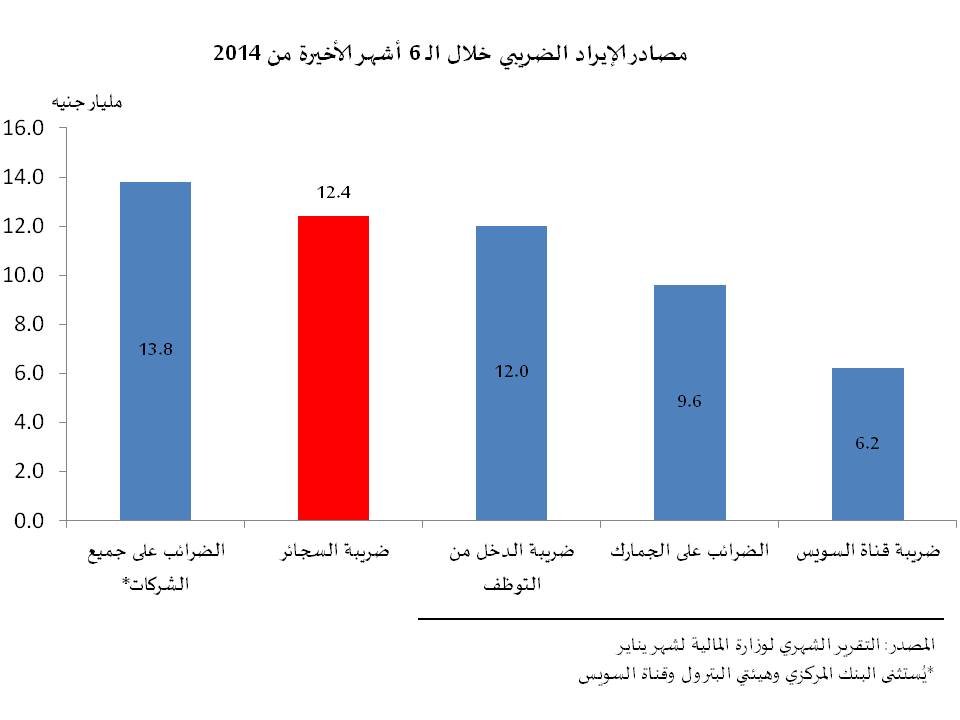 مصادر الإيراد الضريبي خلال الـ 6 أشهر الأخيرة من 2014
مليار جنيه
16.0
14.0
12.0
10.0
8.0
6.0
4.0
2.0
0.0
13.8
12.4
12.0
9.6
6.2
الضرائب على جميع
الشركات*
ضريبة السجائر
ضريبة الدخل من
التوظف
الضرائب على الجمارك
ضريبة قناة السويس
المصدر: التقرير الشهري لوزارة المالية لشهر يناير
*يُستثنى البنك المركزي وهيئتي البترول وقناة السويس